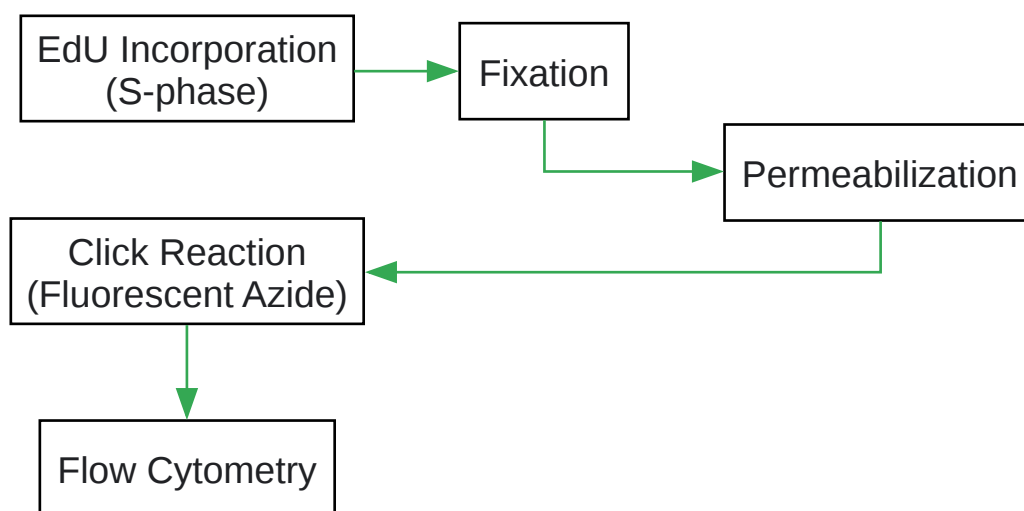 EdU Incorporation
(S-phase)
Fixation
Permeabilization
Click Reaction
(Fluorescent Azide)
Flow Cytometry